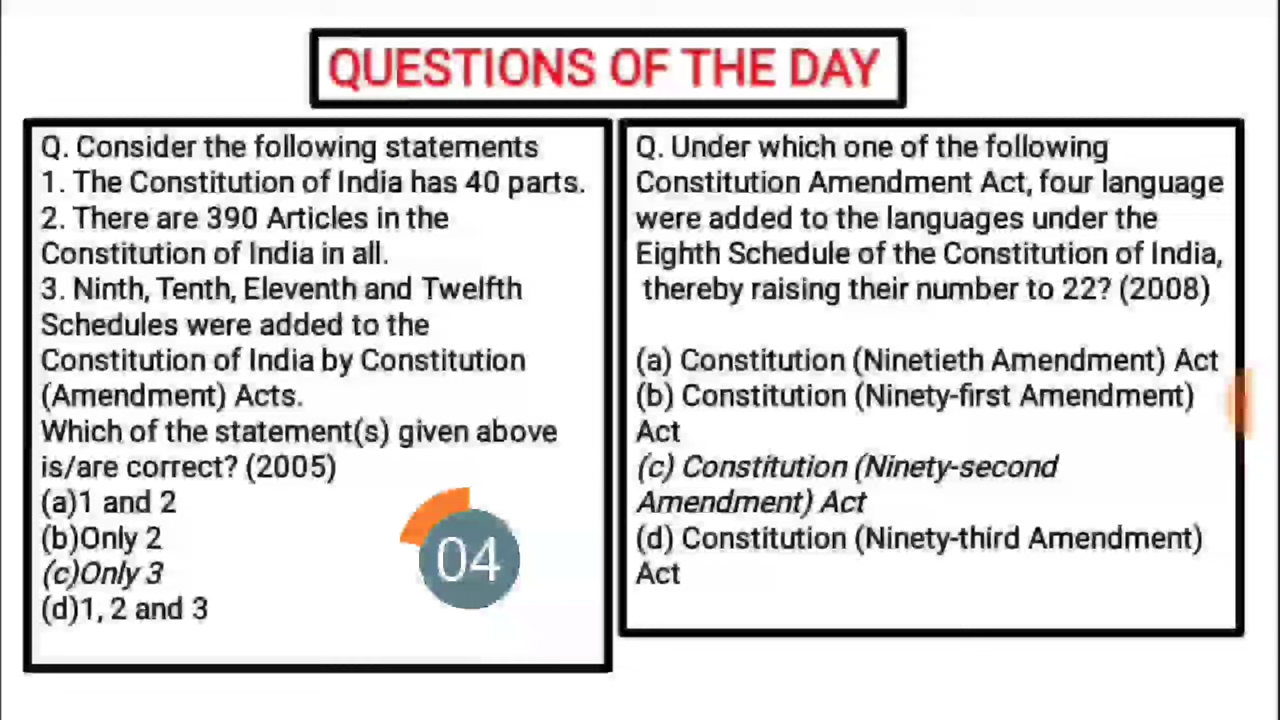 QUESTIONS OF THE DAY
Q. Consider the following statements
1. The Constitution of India has 40 parts.
2. There are 390 Articles in the
Constitution of India in all.
3. Ninth, Tenth, Eleventh and Twelfth
Schedules were added to the
Constitution of India by Constitution
(Amendment) Acts.
Which of the statement(s) given above
is/are correct? (2005)
(a)1 and 2
(b)Only 2
(c)Only 3
(d)1, 2 and 3
04
Q. Under which one of the following
Constitution Amendment Act, four language
were added to the languages under the
Eighth Schedule of the Constitution of India,
thereby raising their number to 22? (2008)
(a) Constitution (Ninetieth Amendment) Act
(b) Constitution (Ninety-first Amendment)
Act
(c) Constitution (Ninety-second
Amendment) Act
(d) Constitution (Ninety-third Amendment)
Act